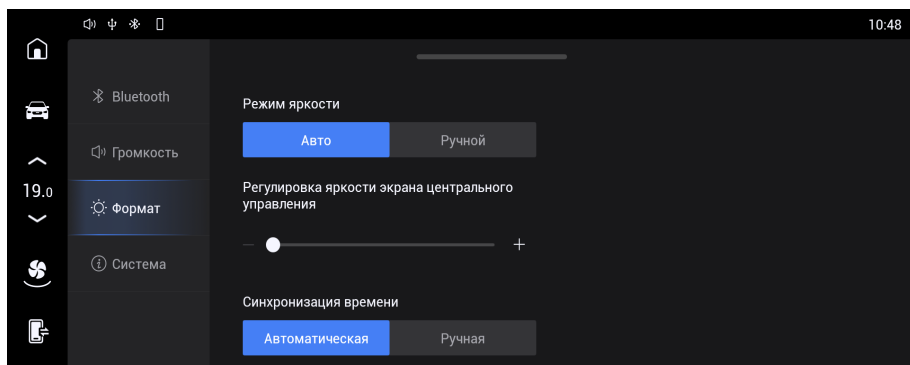 10:48
Bluetooth
Громкость
19.0
Формат
Система
Режим яркости
Авто
Ручной
Регулировка яркости экрана центрального
управления
Синхронизация времени
Автоматическая
Ручная